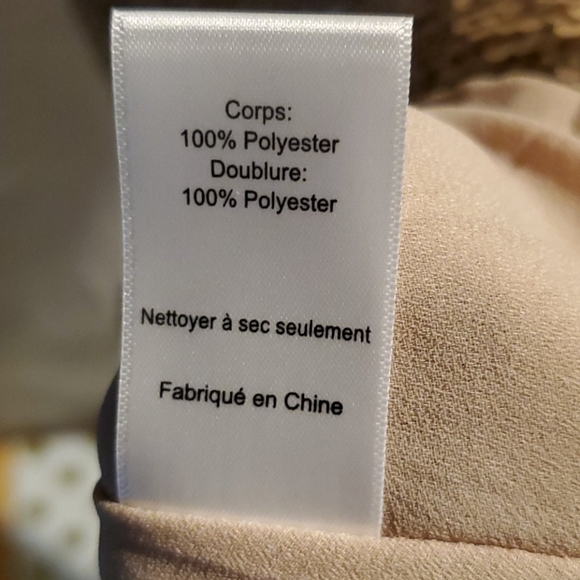 Corps:
100% Polyester
Doublure:
100% Polyester
Nettoyer à sec seulement
Fabriqué en Chine